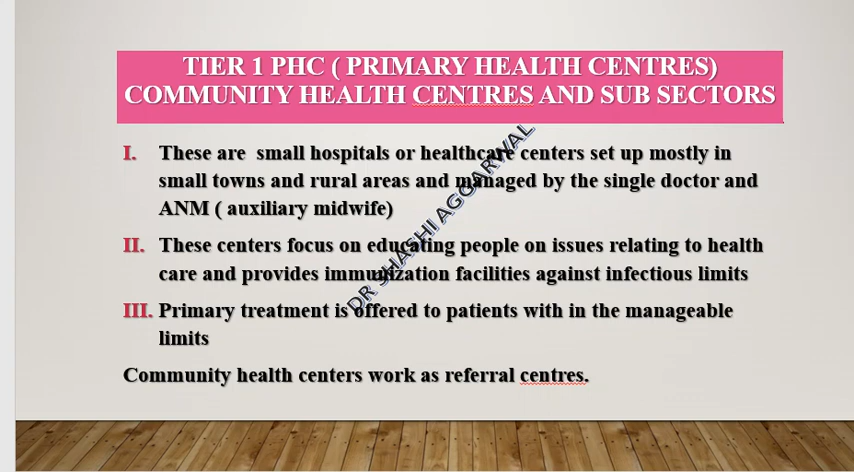 TIER 1 PHC ( PRIMARY HEALTH CENTRES)
COMMUNITY HEALTH CENTRES AND SUB SECTORS
I. These are small hospitals or healthcare centers set up mostly in
small towns and rural areas and managed by the single doctor and
ANM ( auxiliary midwife)
II. These centers focus on educating people on issues relating to health
care and provides immunization facilities against infectious limits
III. Primary treatment is offered to patients with in the manageable
limits
Community health centers work as referral centres.
DR SHASHI AGGARWAL